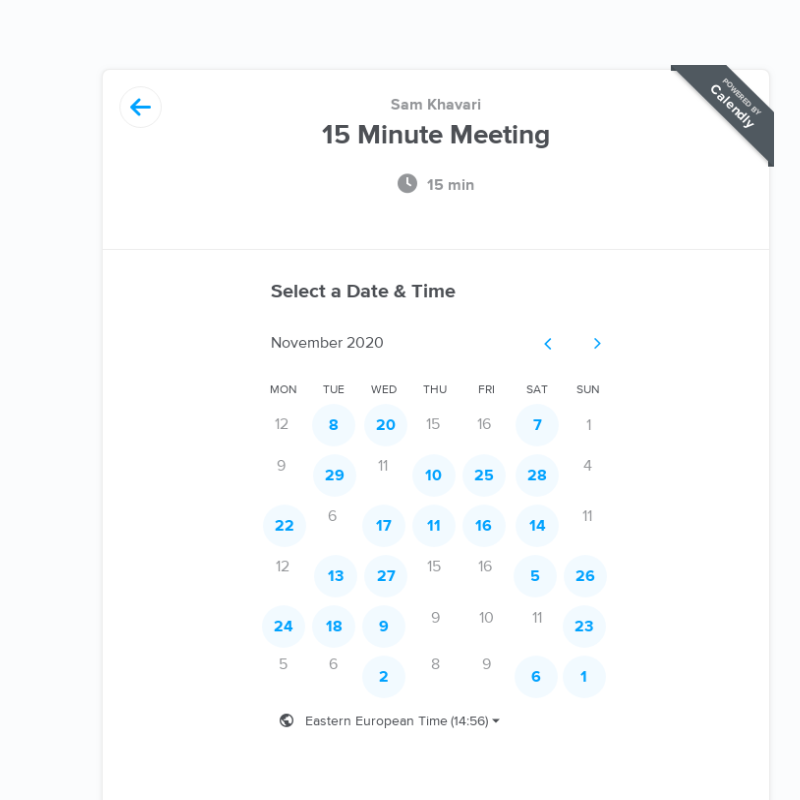 POWERED BY
Calendly
Sam Khavari
15 Minute Meeting
15 min
Select a Date & Time
November 2020
MON TUE WED THU FRI SAT SUN
12 8 20 15 16 7 1
9 29 11 10 25 28 4
22 6 17 11 16 14 11
12 13 27 15 16 5 26
24 18 9 9 10 11 23
5 6 2 8 9 6 1
Eastern European Time (14:56)